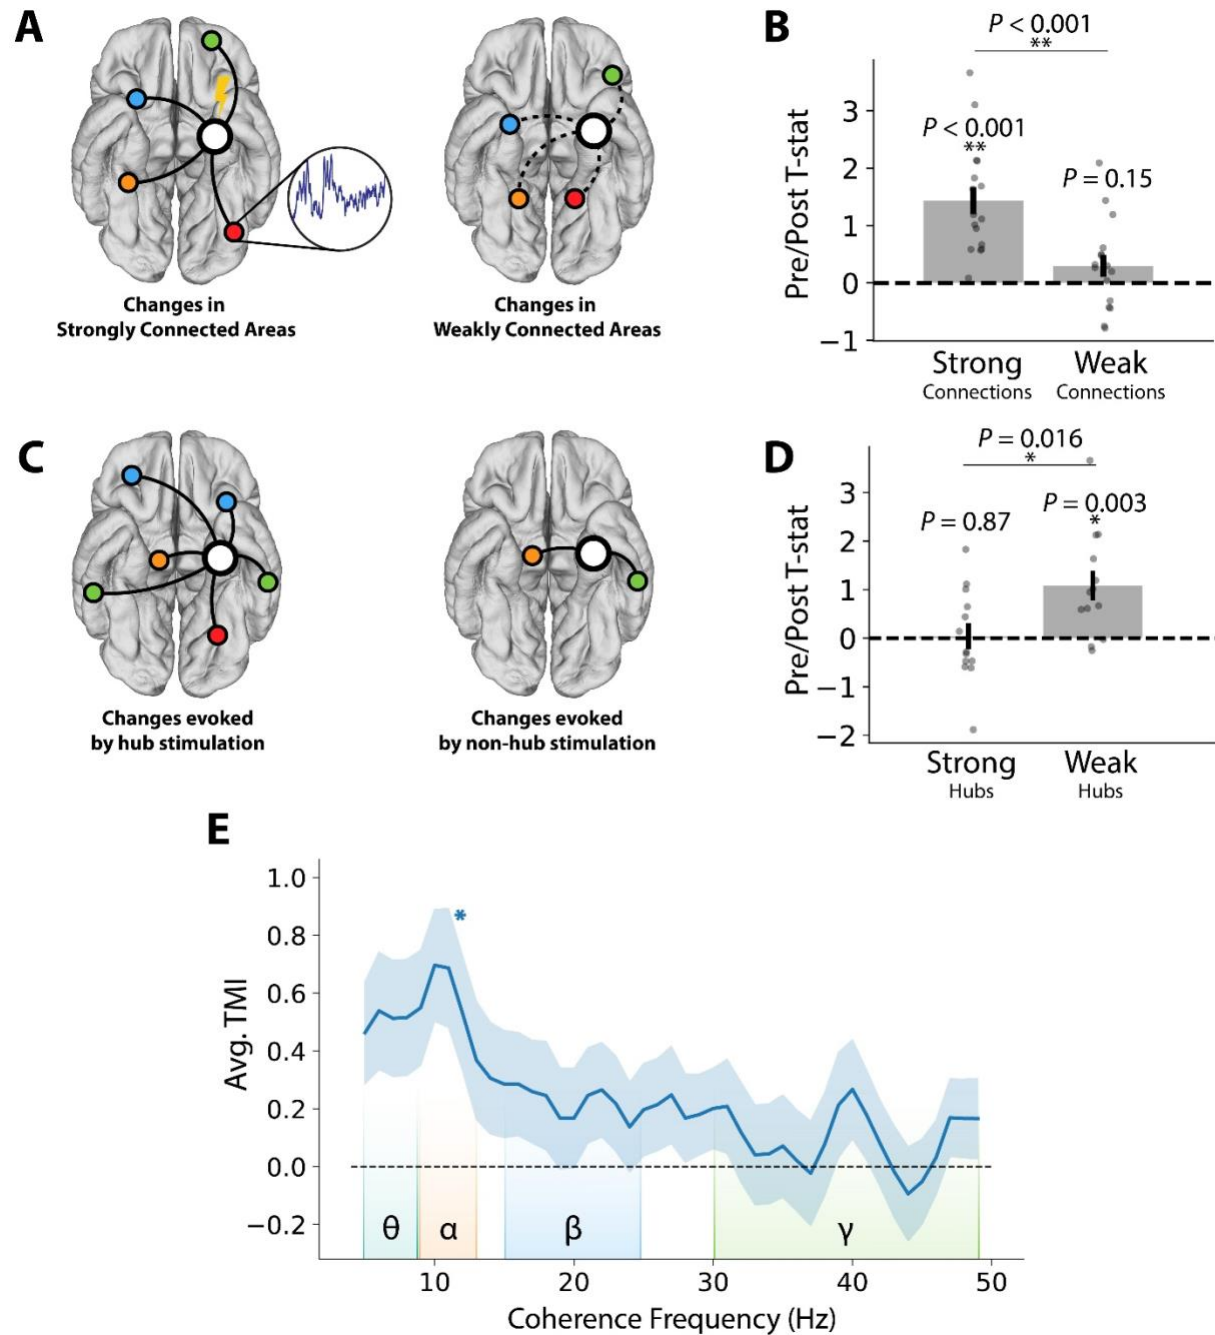 A
Changes in
Strongly Connected Areas
Changes in
Weakly Connected Areas
B
P < 0.001
**
P < 0.001
**
P = 0.15
Pre/Post T-stat
3
2
1
0
−1
Strong
Connections
Weak
Connections
C
Changes evoked
by hub stimulation
Changes evoked
by non-hub stimulation
D
P = 0.016
*
P = 0.87
P = 0.003
*
Pre/Post T-stat
3
2
1
0
−1
−2
Strong
Hubs
Weak
Hubs
E
*
Avg. TMI
1.0
0.8
0.6
0.4
0.2
0.0
−0.2
θ
α
β
γ
10
20
30
40
50
Coherence Frequency (Hz)